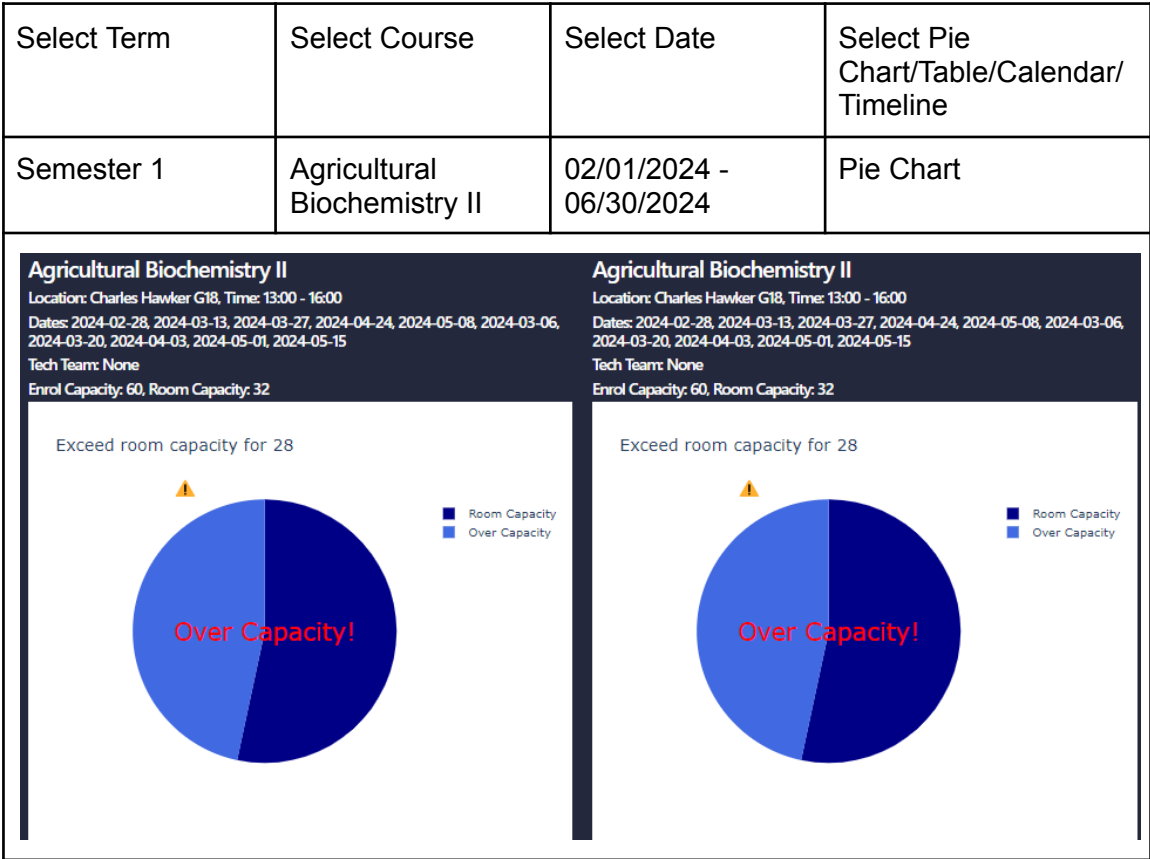 Select Term
Select Course
Select Date
Select Pie
Chart/Table/Calendar/
Timeline
Semester 1
Agricultural
Biochemistry II
02/01/2024 -
06/30/2024
Pie Chart
Agricultural Biochemistry II
Location: Charles Hawker G18, Time: 13:00 - 16:00
Dates: 2024-02-28, 2024-03-13, 2024-03-27, 2024-04-24, 2024-05-08, 2024-03-06,
2024-03-20, 2024-04-03, 2024-05-01, 2024-05-15
Tech Team: None
Enrol Capacity: 60, Room Capacity: 32
Exceed room capacity for 28
Room Capacity
Over Capacity
Over Capacity!
Agricultural Biochemistry II
Location: Charles Hawker G18, Time: 13:00 - 16:00
Dates: 2024-02-28, 2024-03-13, 2024-03-27, 2024-04-24, 2024-05-08, 2024-03-06,
2024-03-20, 2024-04-03, 2024-05-01, 2024-05-15
Tech Team: None
Enrol Capacity: 60, Room Capacity: 32
Exceed room capacity for 28
Room Capacity
Over Capacity
Over Capacity!